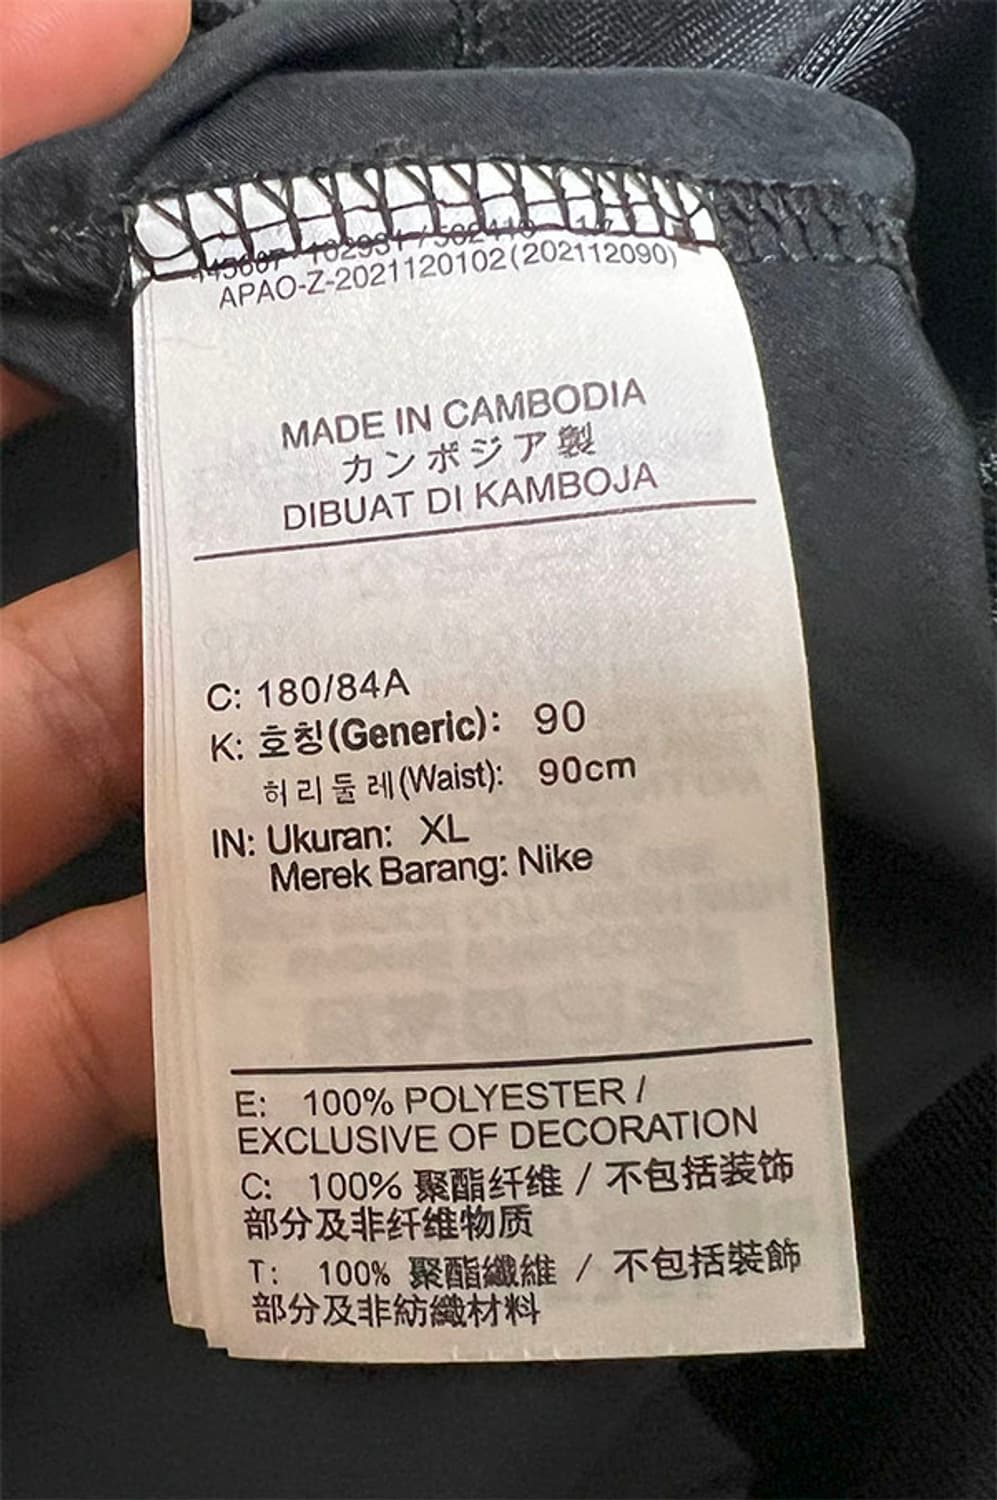 APAO-Z-2021120102(202112090)
MADE IN CAMBODIA
カンボジア製
DIBUAT DI KAMBOJA
C: 180/84A
K: 호칭(Generic): 90
허리둘레(Waist): 90cm
IN: Ukuran: XL
Merek Barang: Nike
E: 100% POLYESTER /
EXCLUSIVE OF DECORATION
C: 100% 聚酯纤维 / 不包括装饰
部分及非纤维物质
T: 100% 聚酯纖維 / 不包括裝飾
部分及非紡織材料